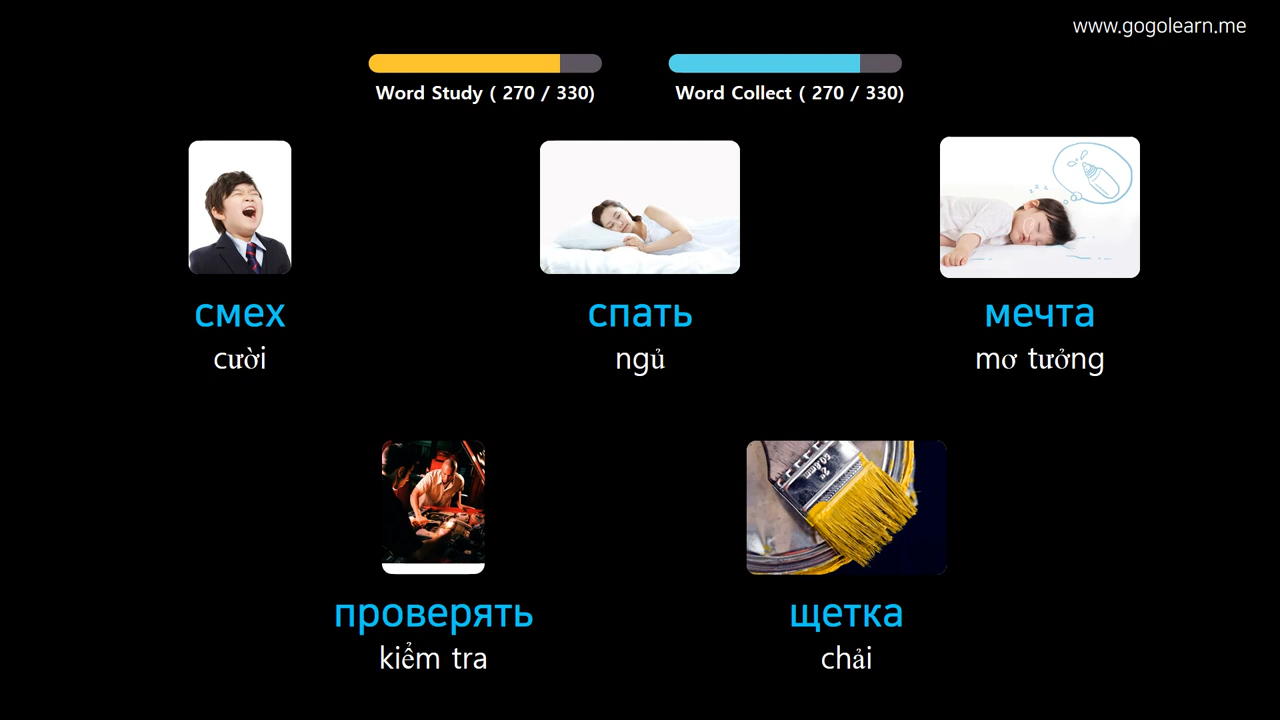 www.gogolearn.me
Word Study ( 270 / 330)
Word Collect ( 270 / 330)
смех
cười
спать
ngủ
мечта
mơ tưởng
проверять
kiểm tra
щетка
chải